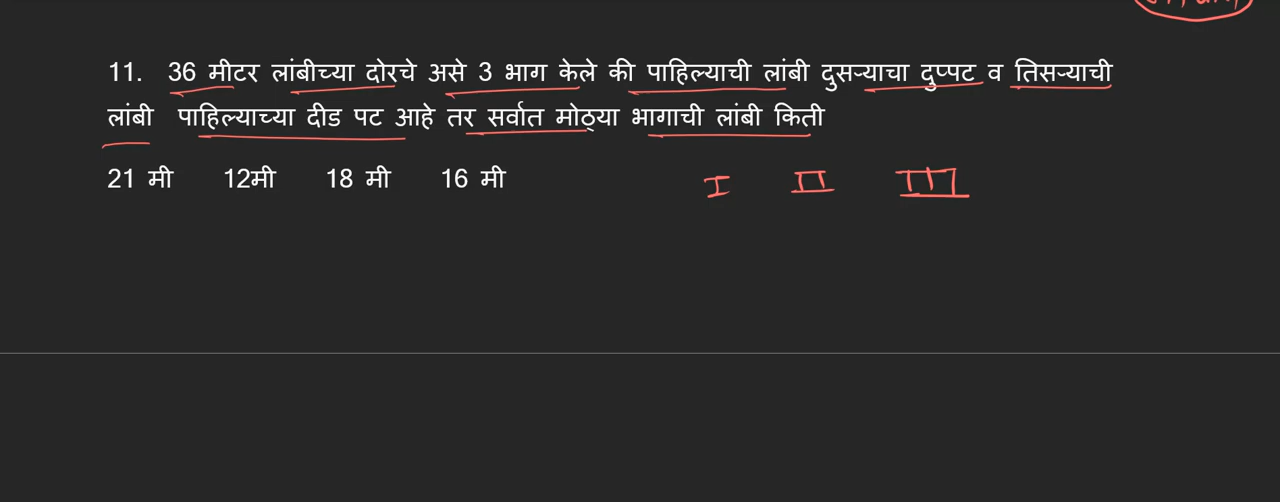 11. 36 मीटर लांबीच्या दोरचे असे 3 भाग केले की पाहिल्याची लांबी दुसऱ्याचा दुप्पट व तिसऱ्याची
लांबी पाहिल्याच्या दीड पट आहे तर सर्वात मोठ्या भागाची लांबी किती
21 मी 12मी 18 मी 16 मी I II III